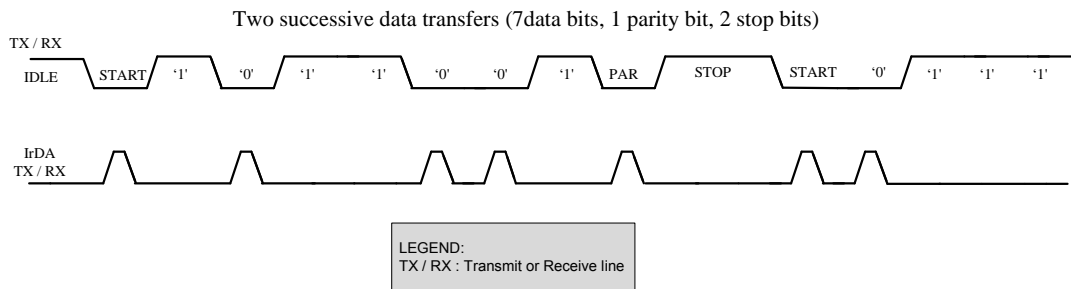 Two successive data transfers (7data bits, 1 parity bit, 2 stop bits)
TX / RX
IDLE START ‘1’ ‘0’ ‘1’ ‘1’ ‘0’ ‘0’ ‘1’ PAR STOP START ‘0’ ‘1’ ‘1’ ‘1’
IrDA
TX / RX
LEGEND:
TX / RX : Transmit or Receive line